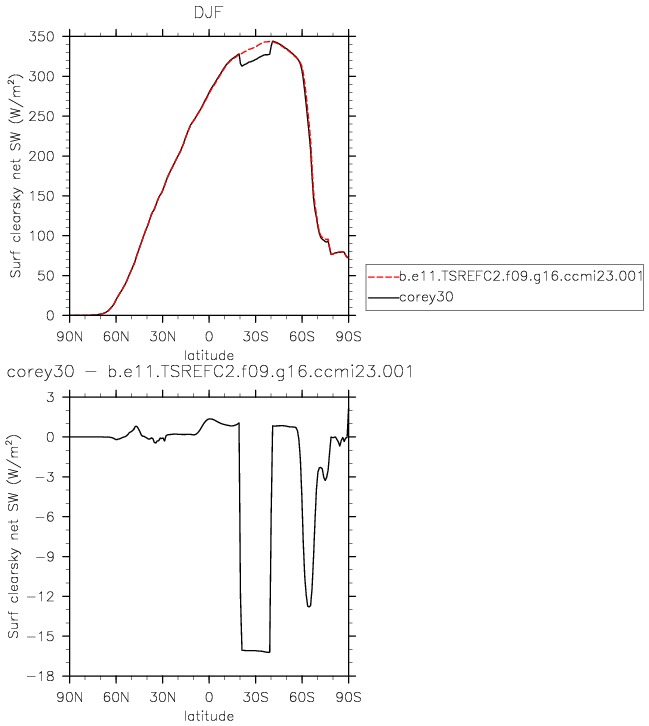 DJF
Surf clearsky net SW (W/m²)
350
300
250
200
150
100
50
0
90N 60N 30N 0 30S 60S 90S
latitude
b.e11.TSREFC2.f09.g16.ccmi23.001
corey30
corey30 − b.e11.TSREFC2.f09.g16.ccmi23.001
Surf clearsky net SW (W/m²)
3
0
−3
−6
−9
−12
−15
−18
90N 60N 30N 0 30S 60S 90S
latitude